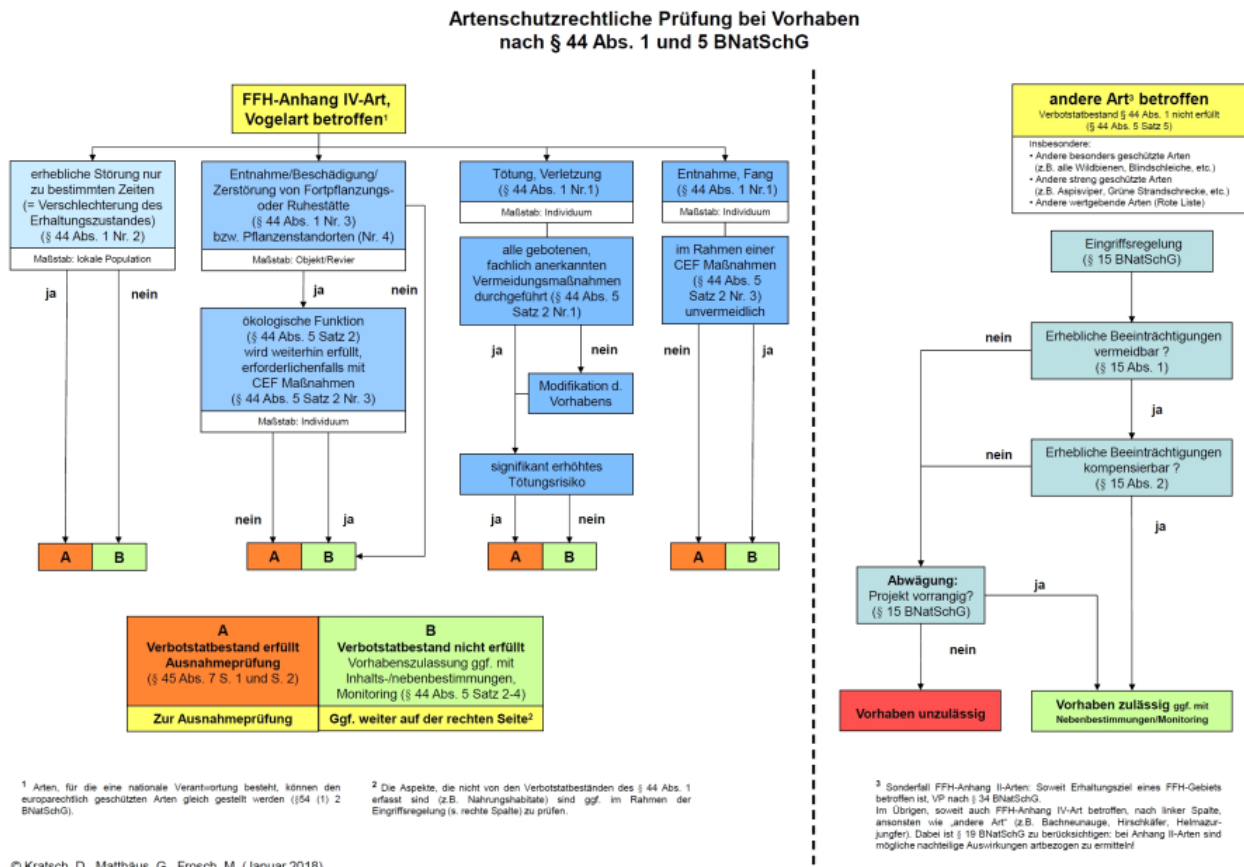 Artenschutzrechtliche Prüfung bei Vorhaben
nach § 44 Abs. 1 und 5 BNatSchG
FFH-Anhang IV-Art,
Vogelart betroffen¹
erhebliche Störung nur
zu bestimmten Zeiten
(= Verschlechterung des
Erhaltungszustandes)
(§ 44 Abs. 1 Nr. 2)
Maßstab: lokale Population
ja
nein
Entnahme/Beschädigung/
Zerstörung von Fortpflanzungs-
oder Ruhestätte
(§ 44 Abs. 1 Nr. 3)
bzw. Pflanzenstandorten (Nr. 4)
Maßstab: Objekt/Revier
ja
nein
ökologische Funktion
(§ 44 Abs. 5 Satz 2)
wird weiterhin erfüllt,
erforderlichenfalls mit
CEF Maßnahmen
(§ 44 Abs. 5 Satz 2 Nr. 3)
Maßstab: Individuum
nein
ja
Tötung, Verletzung
(§ 44 Abs. 1 Nr.1)
Maßstab: Individuum
alle gebotenen,
fachlich anerkannten
Vermeidungsmaßnahmen
durchgeführt (§ 44 Abs. 5
Satz 2 Nr.1)
ja
nein
Modifikation d.
Vorhabens
signifikant erhöhtes
Tötungsrisiko
ja
nein
Entnahme, Fang
(§ 44 Abs. 1 Nr.1)
Maßstab: Individuum
im Rahmen einer
CEF Maßnahmen
(§ 44 Abs. 5
Satz 2 Nr. 3)
unvermeidlich
nein
ja
A B
A B
A B
A B
A
Verbotstatbestand erfüllt
Ausnahmeprüfung
(§ 45 Abs. 7 S. 1 und S. 2)
Zur Ausnahmeprüfung
B
Verbotstatbestand nicht erfüllt
Vorhabenszulassung ggf. mit
Inhalts-/nebenbestimmungen,
Monitoring (§ 44 Abs. 5 Satz 2-4)
Ggf. weiter auf der rechten Seite²
andere Art³ betroffen
Verbotstatbestand § 44 Abs. 1 nicht erfüllt
(§ 44 Abs. 5 Satz 5)
Insbesondere:
• Andere besonders geschützte Arten
(z.B. alle Wildbienen, Blindschleiche, etc.)
• Andere streng geschützte Arten
(z.B. Aspisviper, Grüne Strandschrecke, etc.)
• Andere wertgebende Arten (Rote Liste)
Eingriffsregelung
(§ 15 BNatSchG)
Erhebliche Beeinträchtigungen
vermeidbar ?
(§ 15 Abs. 1)
nein
ja
Erhebliche Beeinträchtigungen
kompensierbar ?
(§ 15 Abs. 2)
nein
ja
Abwägung:
Projekt vorrangig?
(§ 15 BNatSchG)
ja
nein
Vorhaben unzulässig
Vorhaben zulässig ggf. mit
Nebenbestimmungen/Monitoring
¹ Arten, für die eine nationale Verantwortung besteht, können den
europarechtlich geschützten Arten gleich gestellt werden (§54 (1) 2
BNatSchG).
² Die Aspekte, die nicht von den Verbotstatbeständen des § 44 Abs. 1
erfasst sind (z.B. Nahrungshabitate) sind ggf. im Rahmen der
Eingriffsregelung (s. rechte Spalte) zu prüfen.
³ Sonderfall FFH-Anhang II-Arten: Soweit Erhaltungsziel eines FFH-Gebiets
betroffen ist, VP nach § 34 BNatSchG.
Im Übrigen, soweit auch FFH-Anhang IV-Art betroffen, nach linker Spalte,
ansonsten wie „andere Art" (z.B. Bachneunauge, Hirschkäfer, Helmazur-
jungfer). Dabei ist § 19 BNatSchG zu berücksichtigen: bei Anhang II-Arten sind
mögliche nachteilige Auswirkungen artbezogen zu ermitteln!
© Kratsch, D., Matthäus, G., Frosch, M. (Januar 2018)